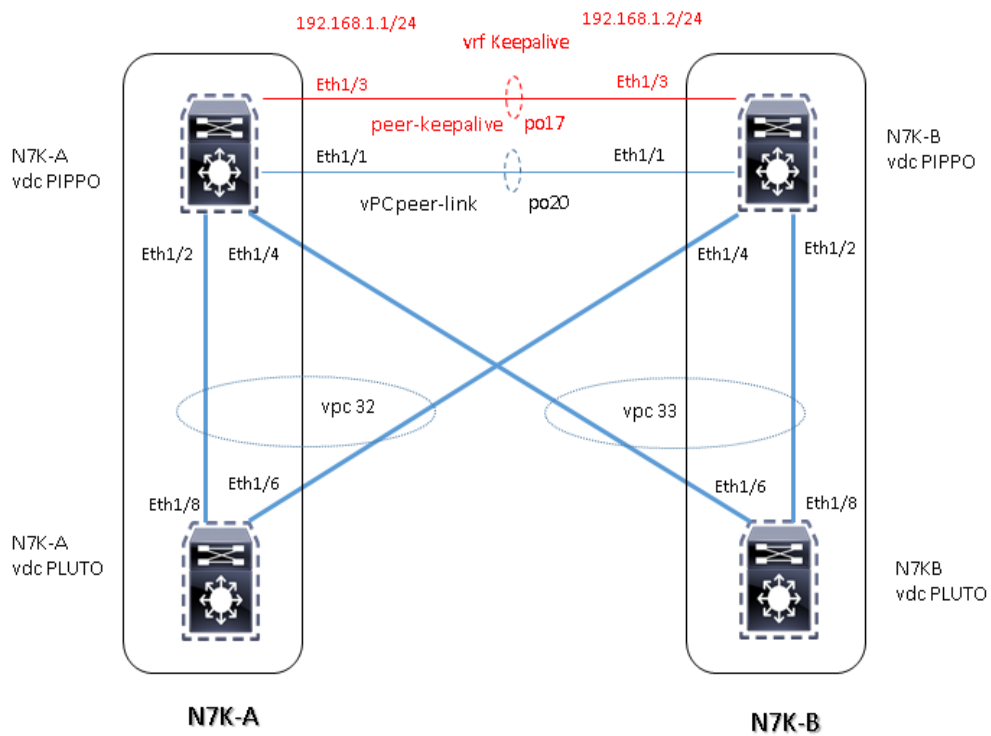 192.168.1.1/24
192.168.1.2/24
vrf Keepalive
Eth1/3
Eth1/3
peer-keepalive
po17
N7K-A
vdc PIPPO
N7K-B
vdc PIPPO
Eth1/1
Eth1/1
vPCpeer-link
po20
Eth1/2
Eth1/4
Eth1/4
Eth1/2
vpc 32
vpc 33
Eth1/8
Eth1/6
Eth1/6
Eth1/8
N7K-A
vdc PLUTO
N7KB
vdc PLUTO
N7K-A
N7K-B